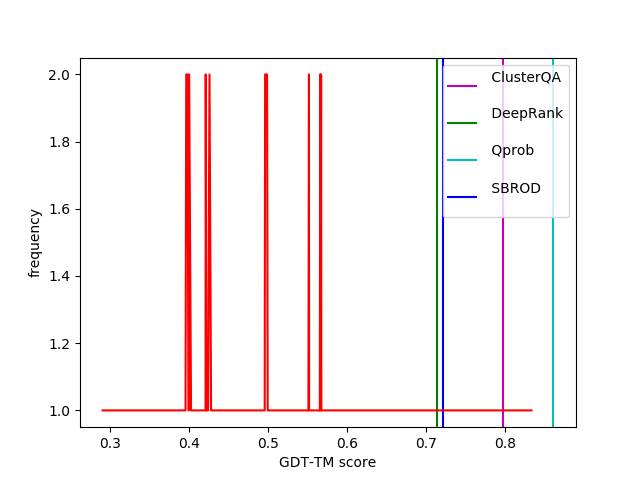 ClusterQA
DeepRank
Qprob
SBROD
2.0
1.8
1.6
1.4
1.2
1.0
frequency
0.3 0.4 0.5 0.6 0.7 0.8
GDT-TM score